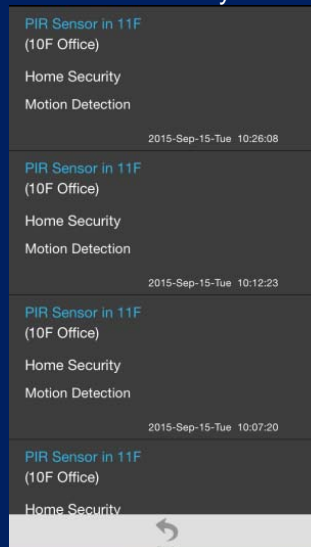 PIR Sensor in 11F
(10F Office)
Home Security
Motion Detection
2015-Sep-15-Tue 10:26:08
PIR Sensor in 11F
(10F Office)
Home Security
Motion Detection
2015-Sep-15-Tue 10:12:23
PIR Sensor in 11F
(10F Office)
Home Security
Motion Detection
2015-Sep-15-Tue 10:07:20
PIR Sensor in 11F
(10F Office)
Home Security